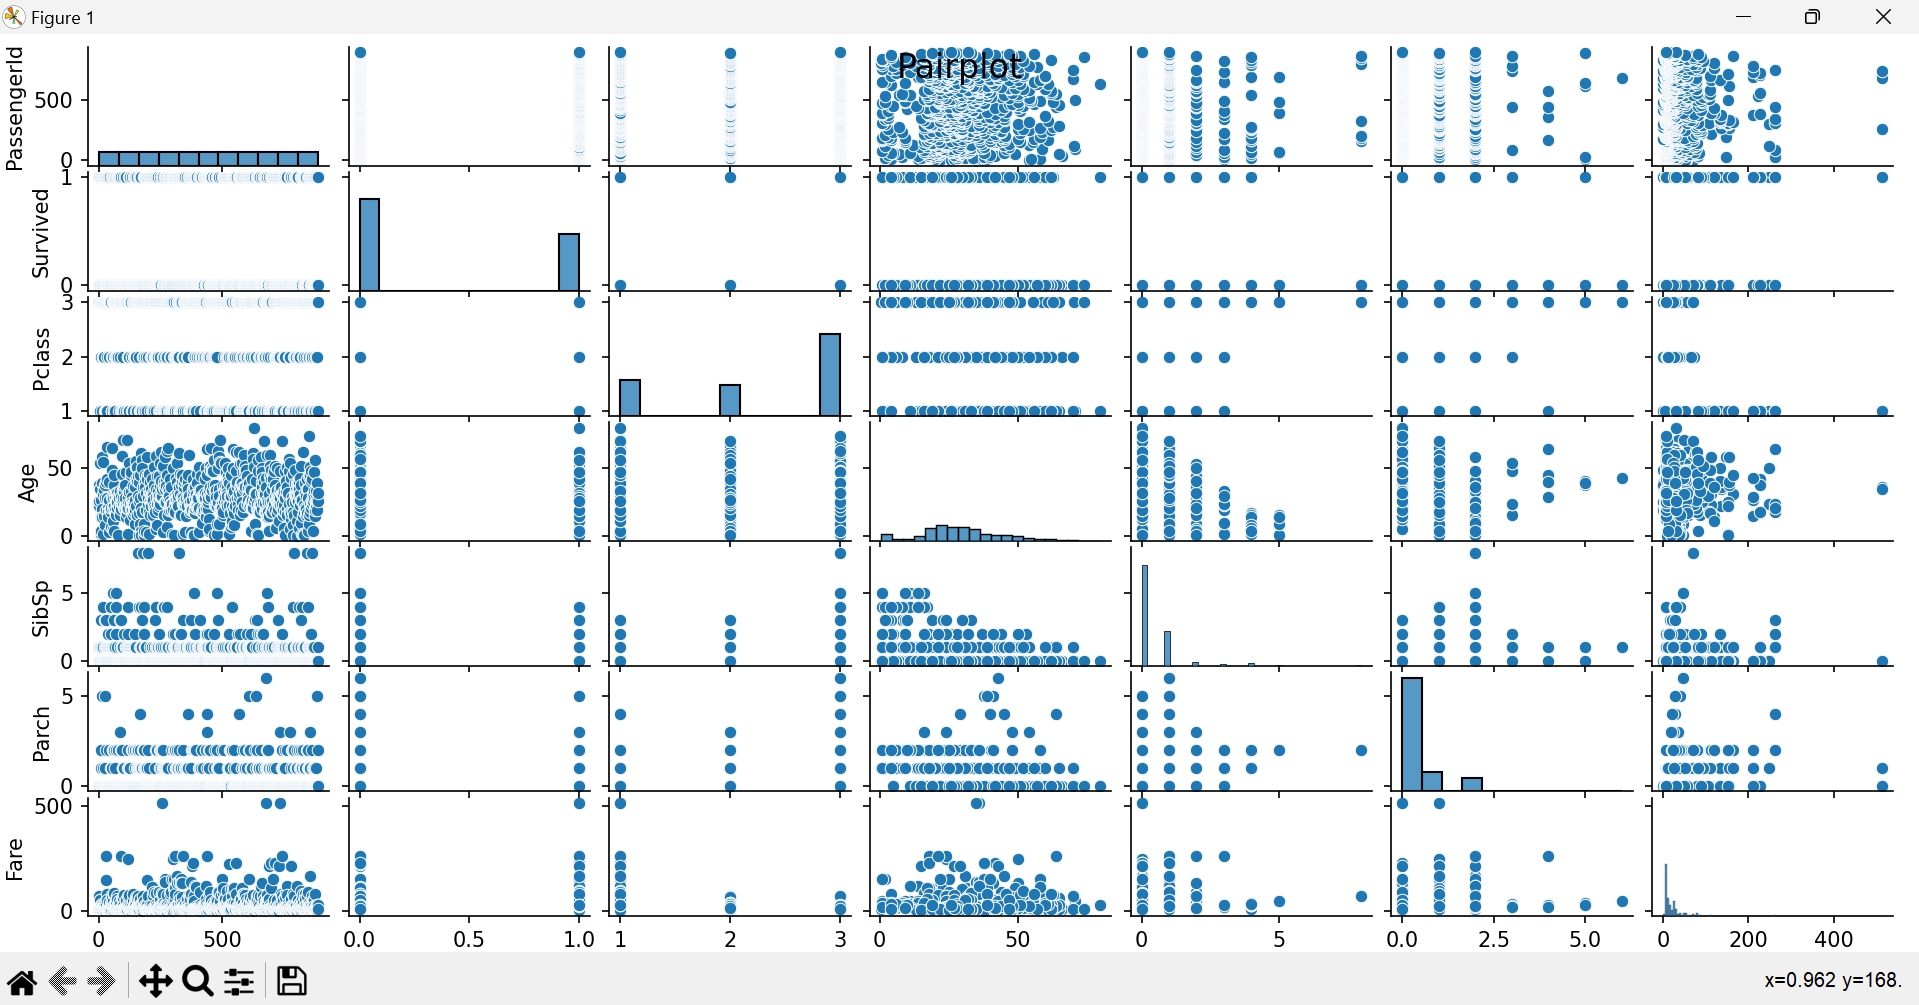 Figure 1
Pairplot
PassengerId
500
0
Survived
1
0
Pclass
3
2
1
Age
50
0
SibSp
5
0
Parch
5
0
Fare
500
0
0 500 0.0 0.5 1.0 1 2 3 0 50 0 5 0.0 2.5 5.0 0 200 400
x=0.962 y=168.